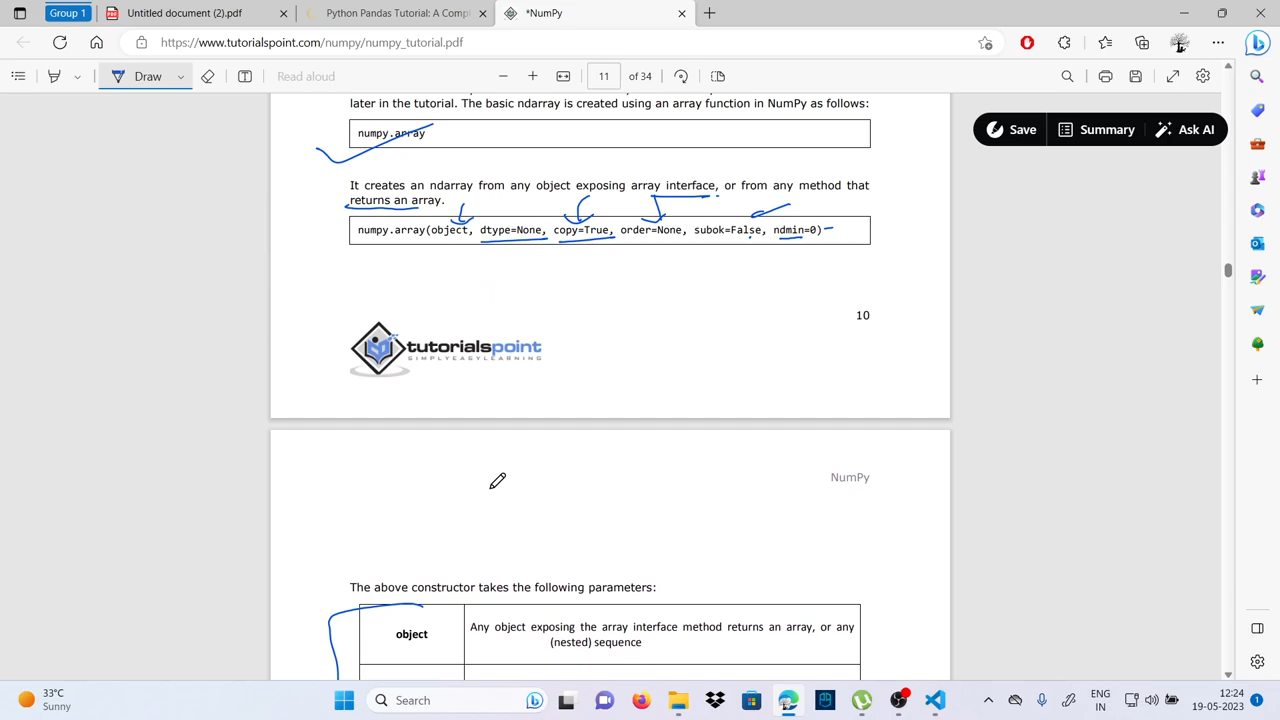 Group 1
Untitled document (2).pdf
Python Pandas Tutorial: A Comp
*NumPy
https://www.tutorialspoint.com/numpy/numpy_tutorial.pdf
Draw
Read aloud
11 of 34
Save
Summary
Ask AI
later in the tutorial. The basic ndarray is created using an array function in NumPy as follows:
numpy.array
It creates an ndarray from any object exposing array interface, or from any method that
returns an array.
numpy.array(object, dtype=None, copy=True, order=None, subok=False, ndmin=0)
10
tutorialspoint
SIMPLYEASYLEARNING
NumPy
The above constructor takes the following parameters:
object
Any object exposing the array interface method returns an array, or any
(nested) sequence
33°C
Sunny
Search
ENG
IN
12:24
19-05-2023